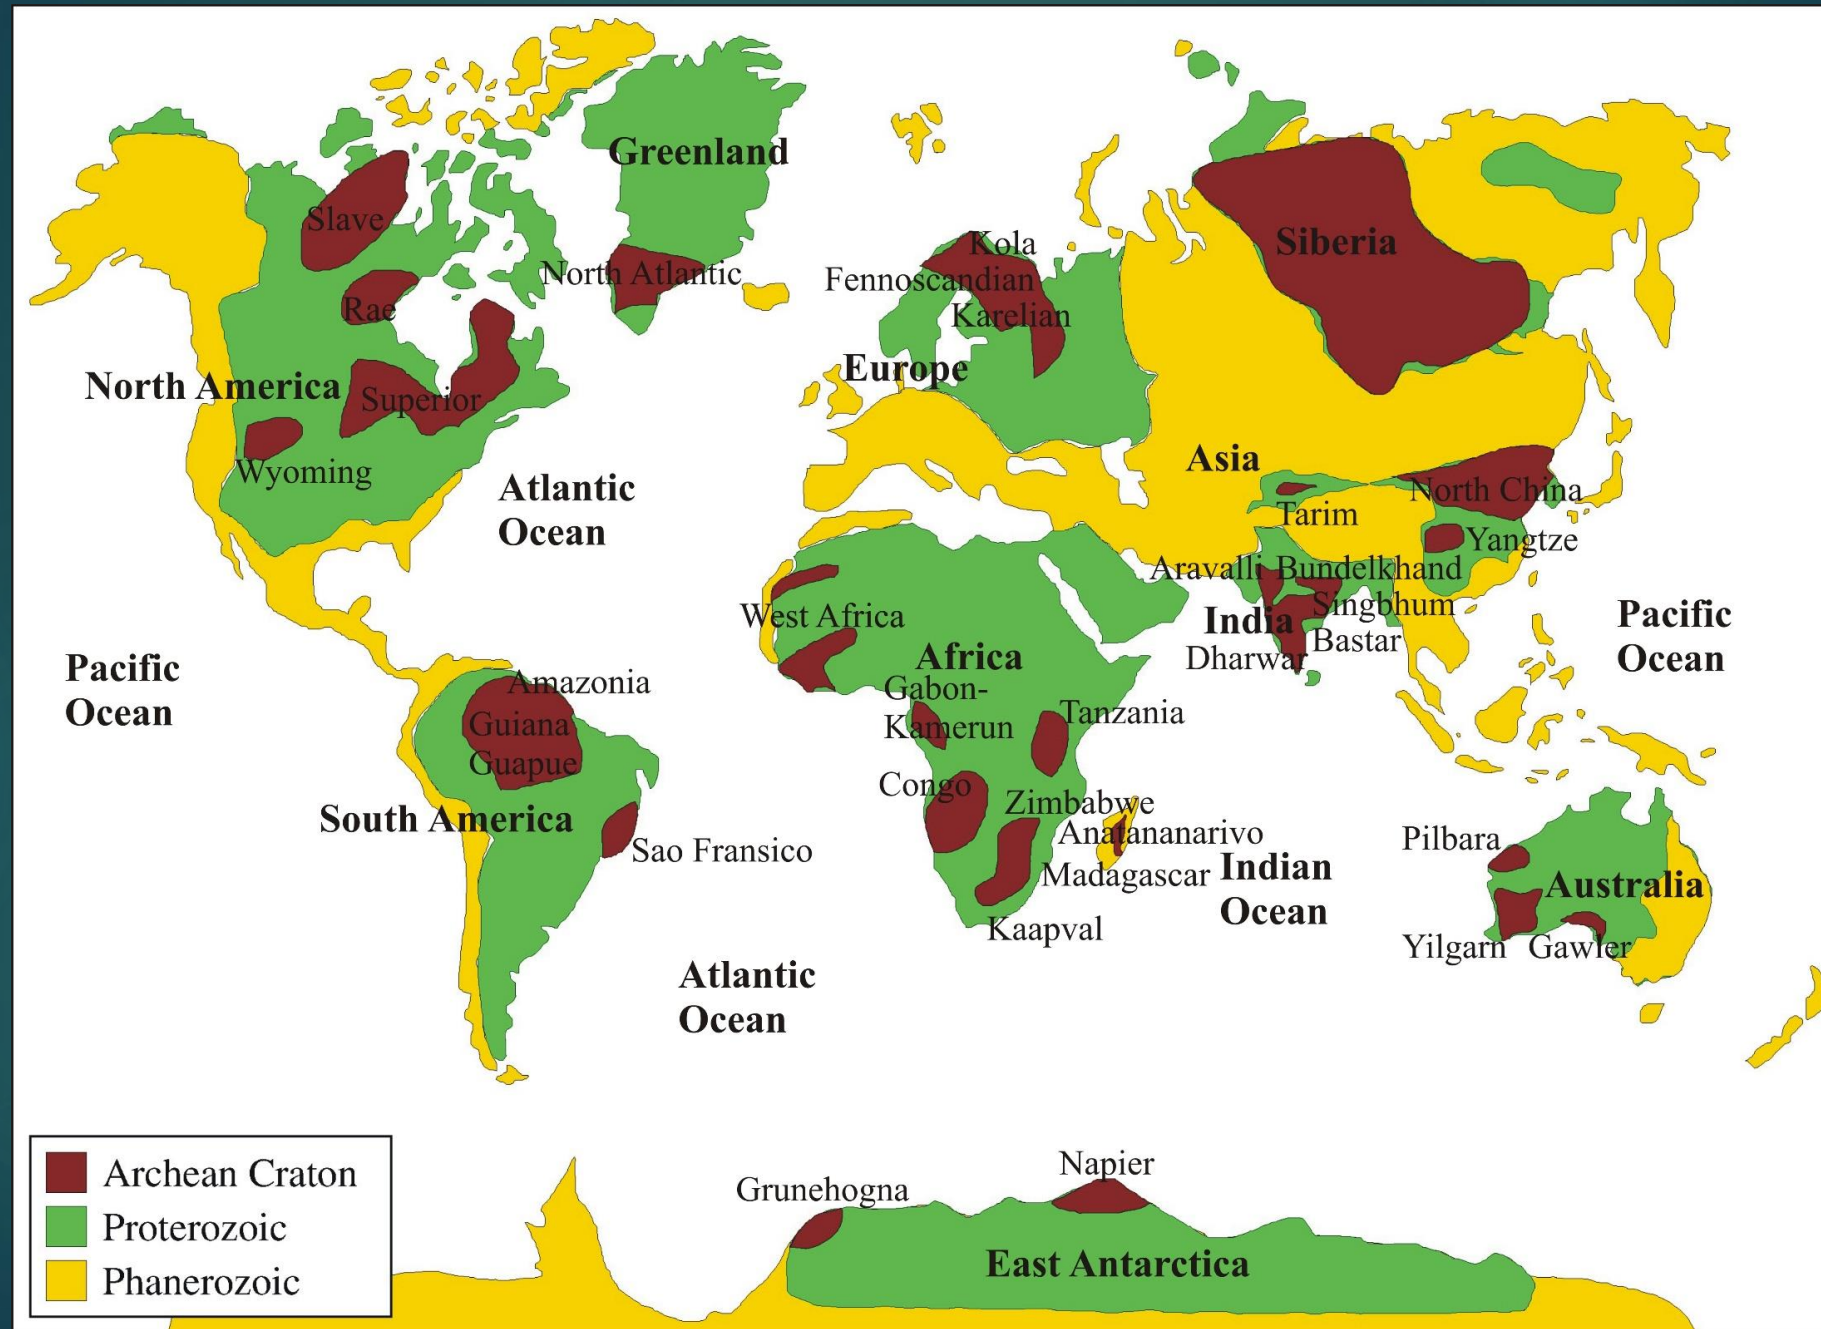 Greenland
Slave
North Atlantic
Rae
North America
Superior
Wyoming
Atlantic
Ocean
Kola
Fennoscandian
Karelian
Europe
Siberia
Asia
North China
Tarim
Yangtze
Aravalli Bundelkhand
Singbhum
India
Bastar
Dharwar
Pacific
Ocean
West Africa
Africa
Gabon-
Kamerun
Tanzania
Congo
Zimbabwe
Anatananarivo
Madagascar
Kaapval
Indian
Ocean
Pacific
Ocean
Amazonia
Guiana
Guapue
South America
Sao Fransico
Atlantic
Ocean
Pilbara
Australia
Yilgarn
Gawler
Napier
Grunehogna
East Antarctica
Archean Craton
Proterozoic
Phanerozoic